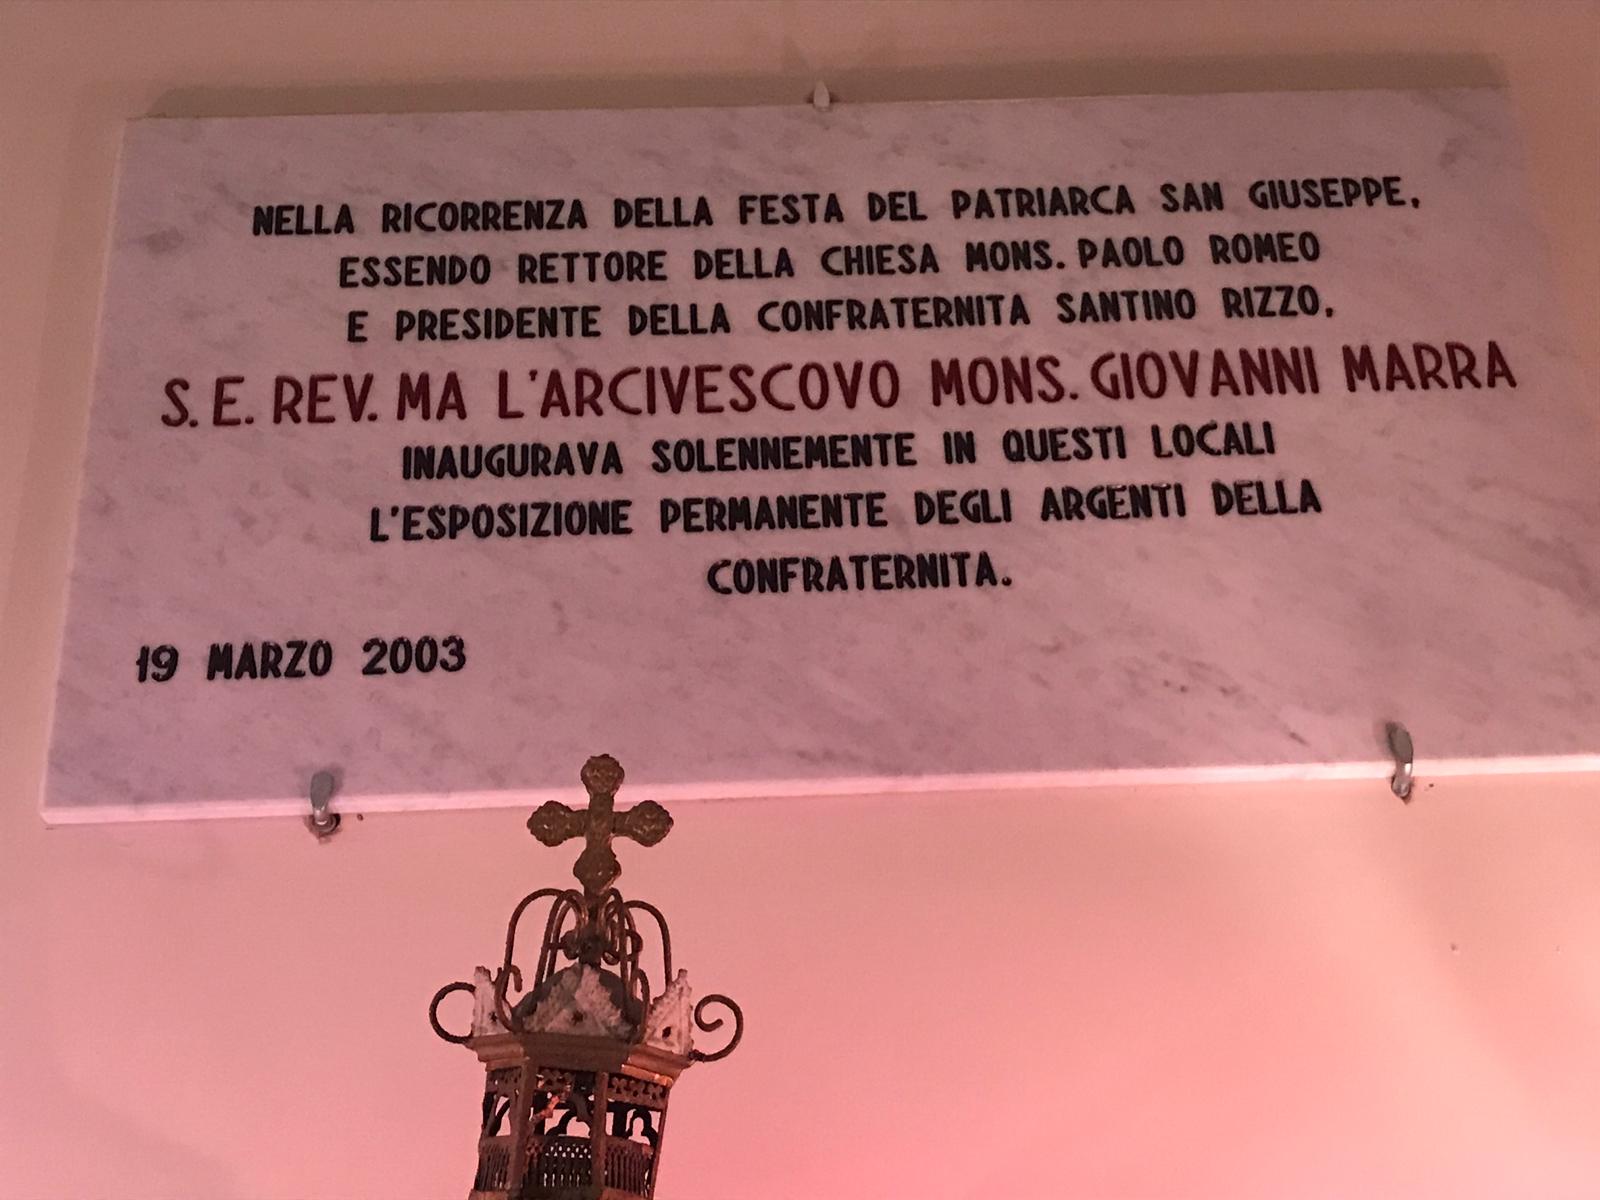 NELLA RICORRENZA DELLA FESTA DEL PATRIARCA SAN GIUSEPPE,
ESSENDO RETTORE DELLA CHIESA MONS. PAOLO ROMEO
E PRESIDENTE DELLA CONFRATERNITA SANTINO RIZZO,
S. E. REV. MA L'ARCIVESCOVO MONS. GIOVANNI MARRA
INAUGURAVA SOLENNEMENTE IN QUESTI LOCALI
L'ESPOSIZIONE PERMANENTE DEGLI ARGENTI DELLA
CONFRATERNITA.
19 MARZO 2003